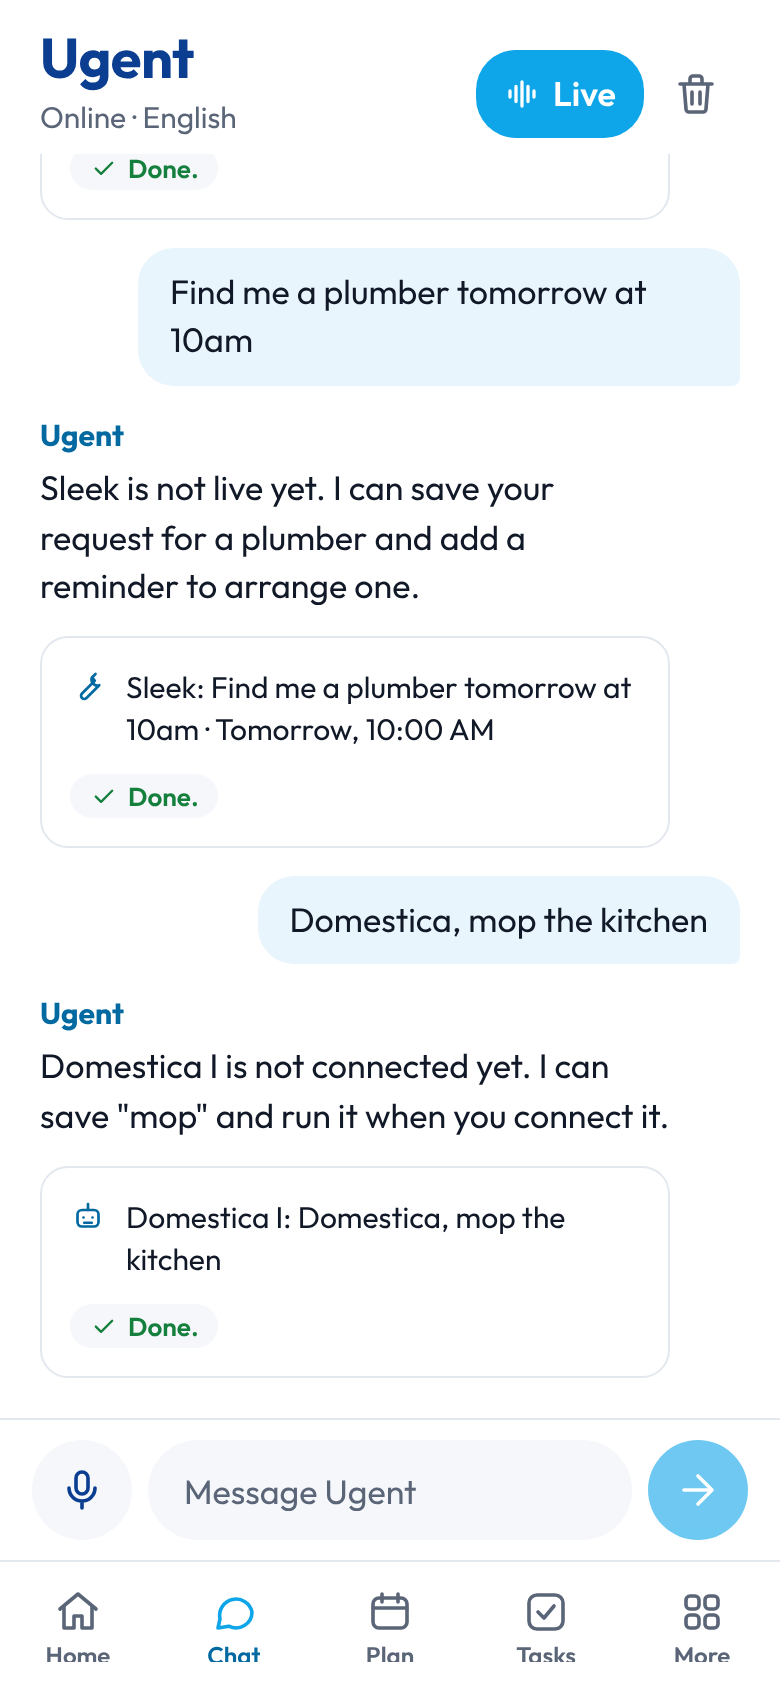 Ugent
Online · English
Live
Done.
Find me a plumber tomorrow at
10am
Ugent
Sleek is not live yet. I can save your
request for a plumber and add a
reminder to arrange one.
Sleek: Find me a plumber tomorrow at
10am · Tomorrow, 10:00 AM
Done.
Domestica, mop the kitchen
Ugent
Domestica I is not connected yet. I can
save "mop" and run it when you connect it.
Domestica I: Domestica, mop the
kitchen
Done.
Message Ugent
Home
Chat
Plan
Tasks
More